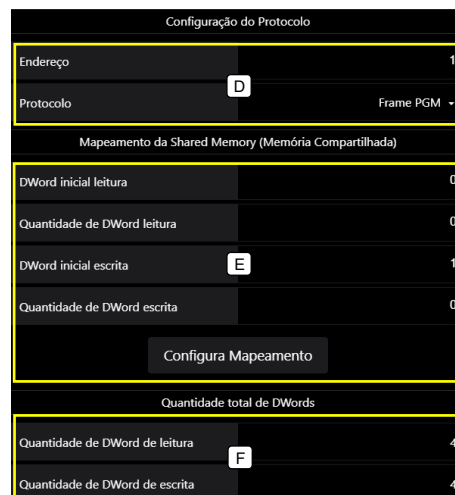 Configuração do Protocolo
Endereço 1
D
Protocolo Frame PGM
Mapeamento da Shared Memory (Memória Compartilhada)
DWord inicial leitura 0
Quantidade de DWord leitura 0
DWord inicial escrita E 1
Quantidade de DWord escrita 0
Configura Mapeamento
Quantidade total de DWords
Quantidade de DWord de leitura 4
F
Quantidade de DWord de escrita 4